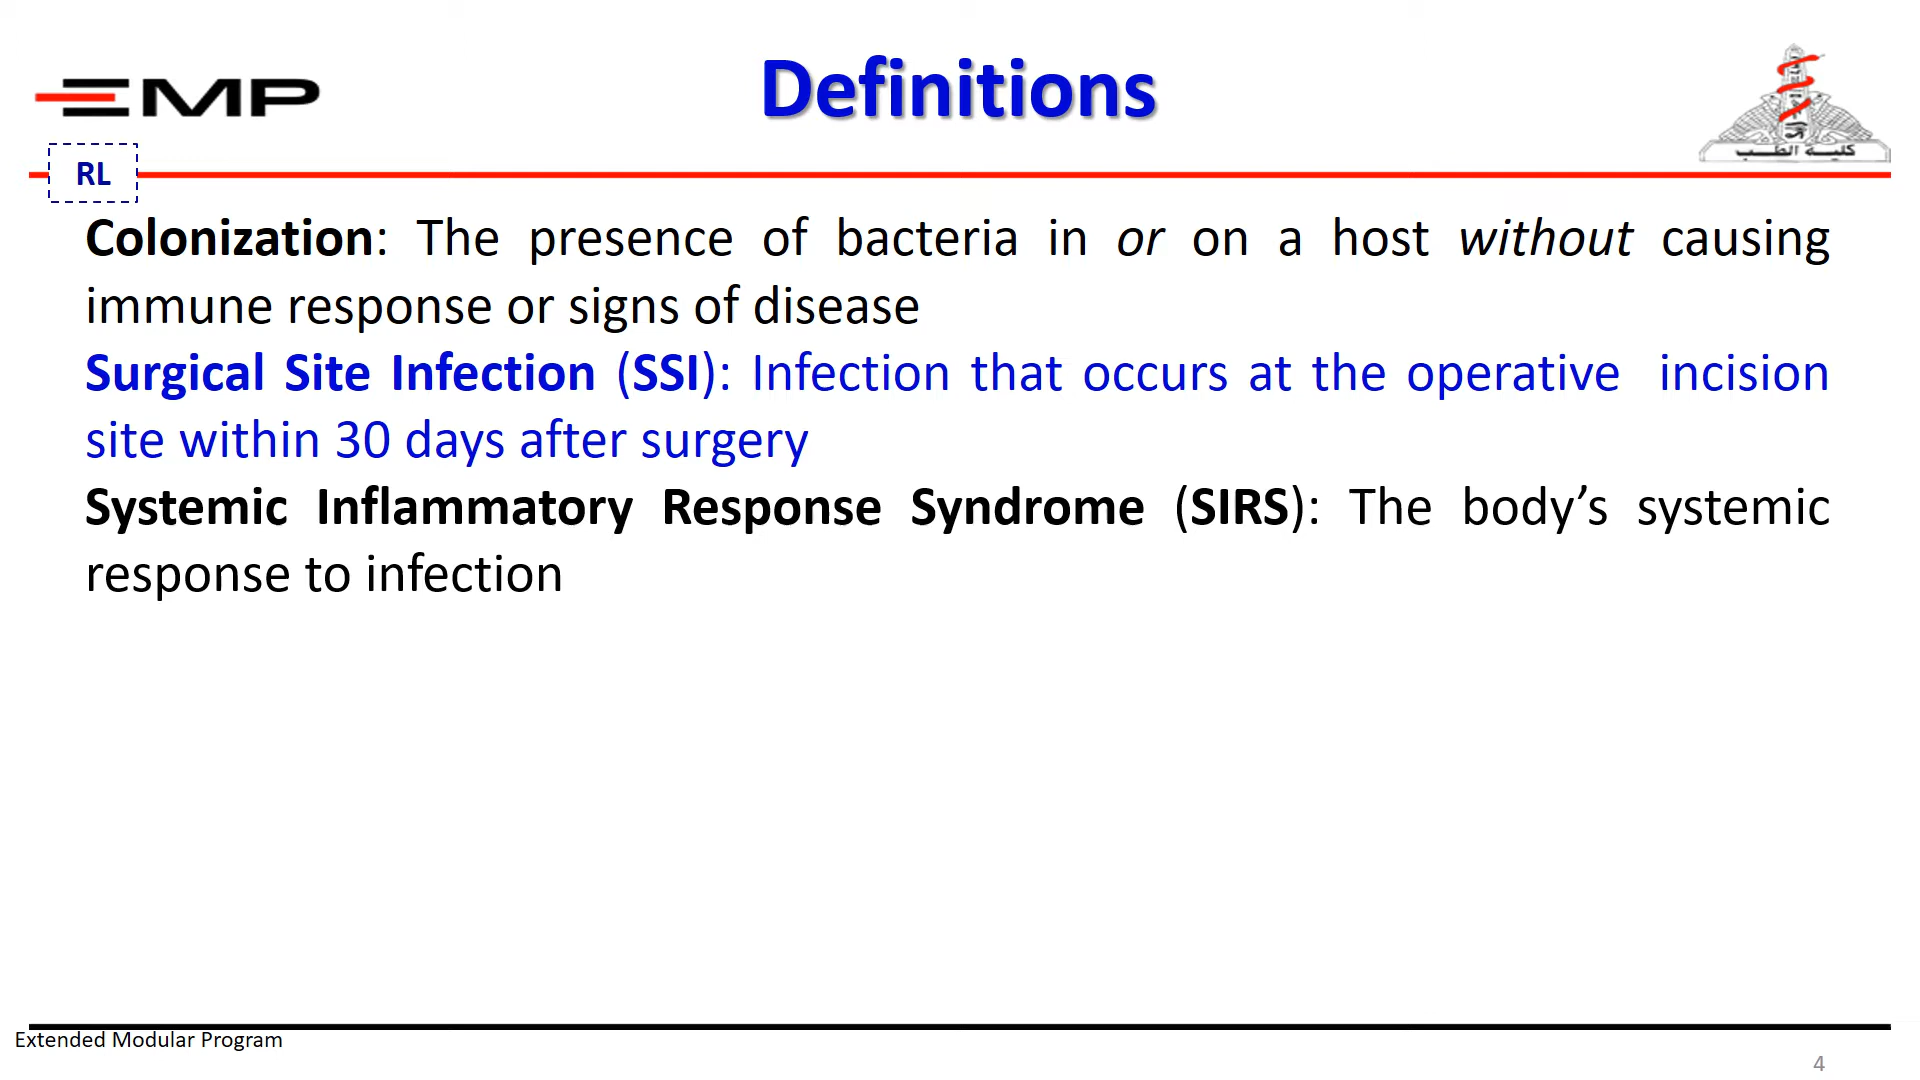 EMP
Definitions
كلية الطب
RL
Colonization: The presence of bacteria in or on a host without causing
immune response or signs of disease
Surgical Site Infection (SSI): Infection that occurs at the operative incision
site within 30 days after surgery
Systemic Inflammatory Response Syndrome (SIRS): The body’s systemic
response to infection
Extended Modular Program
4